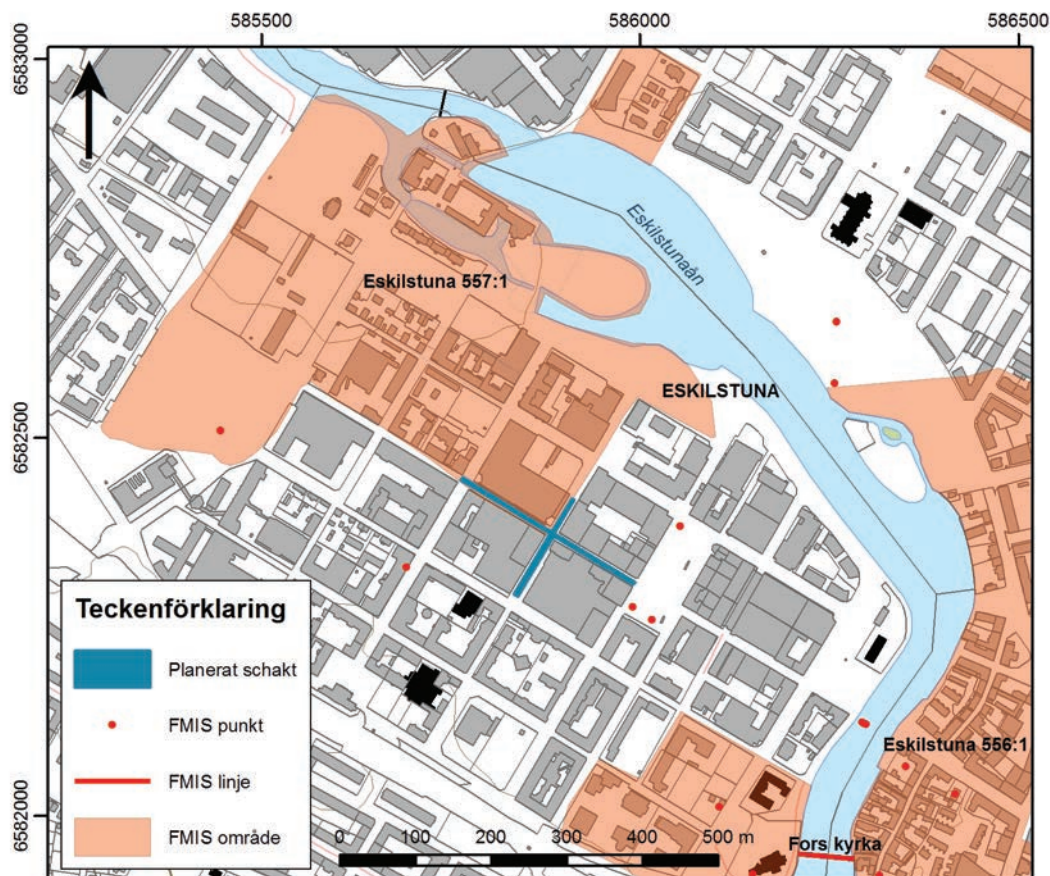 585500
586000
586500
6583000
Eskilstunaån
Eskilstuna 557:1
ESKILSTUNA
6582500
Teckenförklaring
Planerat schakt
FMIS punkt
FMIS linje
FMIS område
Eskilstuna 556:1
6582000
0
100
200
300
400
500 m
Fors kyrka